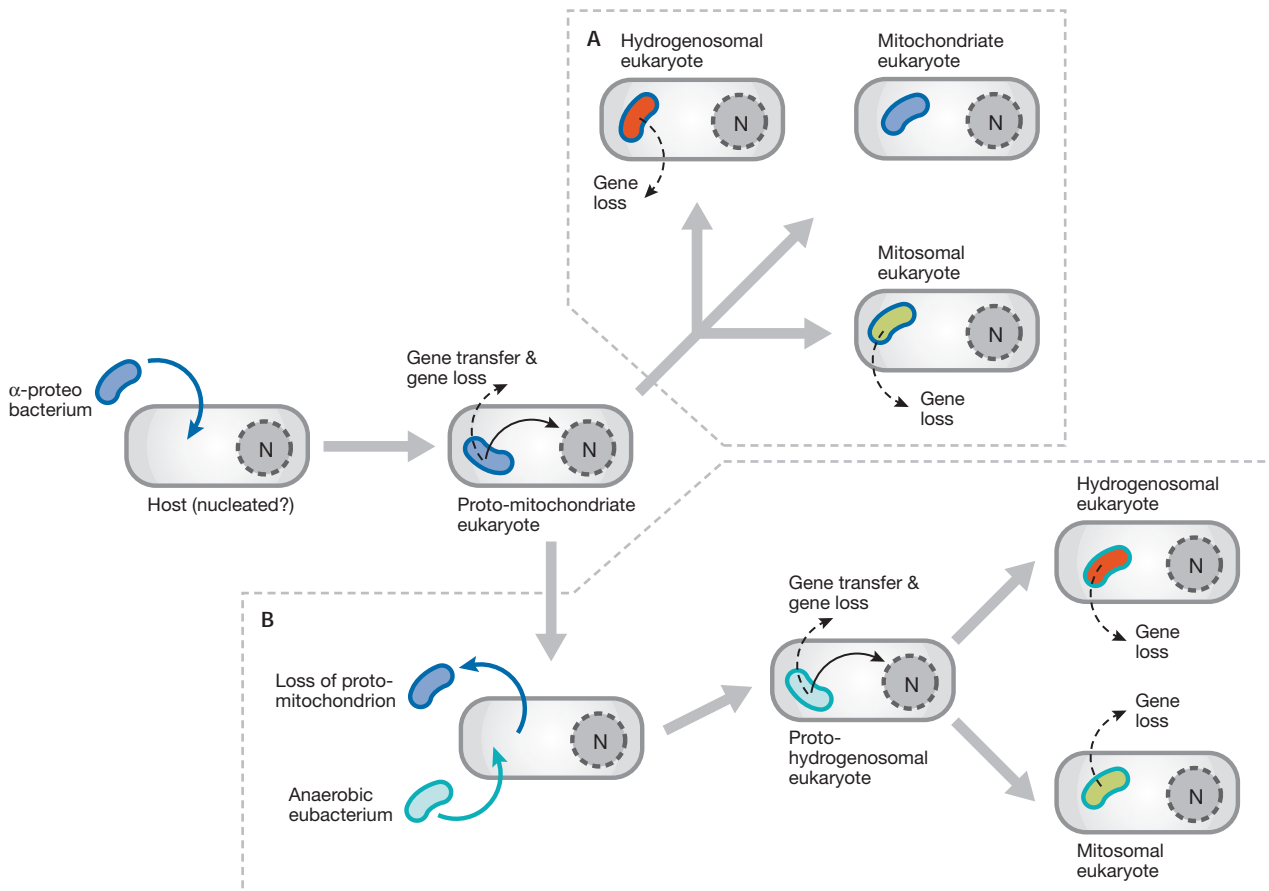 A
Hydrogenosomal
eukaryote
N
Gene
loss
Mitochondriate
eukaryote
N
Mitosomal
eukaryote
N
Gene
loss
α-proteo
bacterium
N
Host (nucleated?)
Gene transfer &
gene loss
N
Proto-mitochondriate
eukaryote
B
Loss of proto-
mitochondrion
N
Anaerobic
eubacterium
Gene transfer &
gene loss
N
Proto-
hydrogenosomal
eukaryote
Hydrogenosomal
eukaryote
N
Gene
loss
Gene
loss
N
Mitosomal
eukaryote